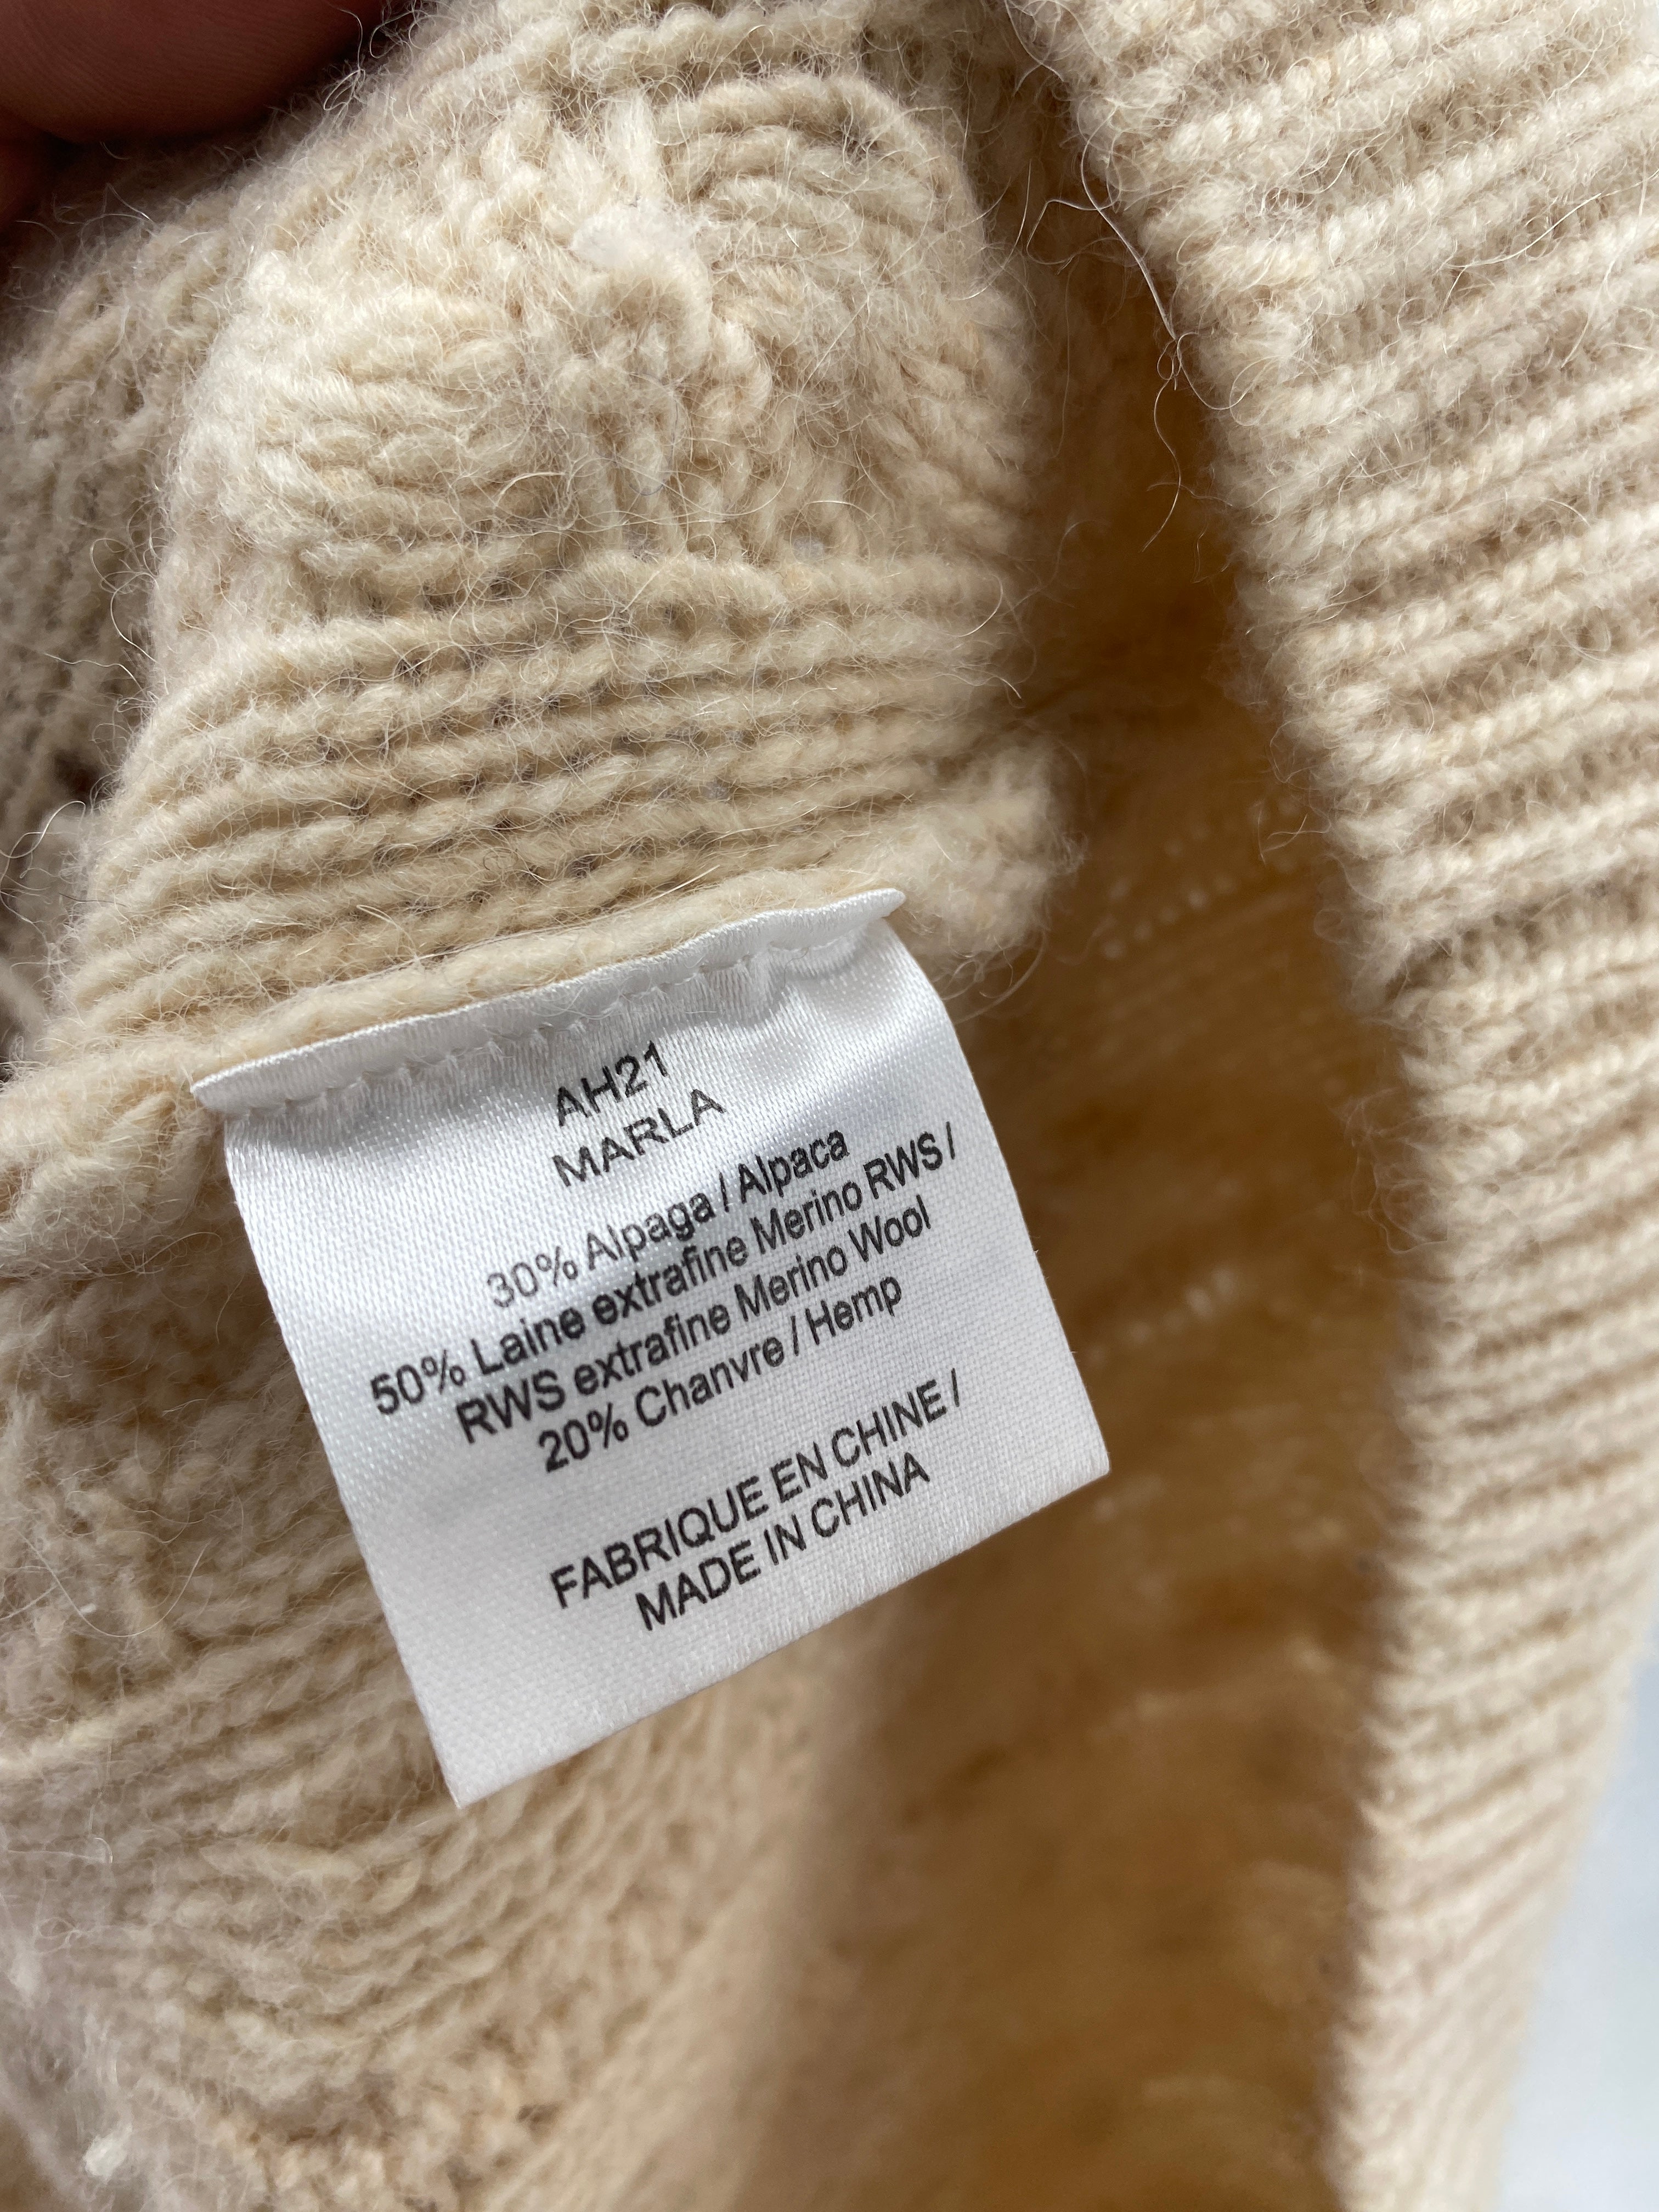 AH21
MARLA
30% Alpaga / Alpaca
50% Laine extrafine Merino RWS /
RWS extrafine Merino Wool
20% Chanvre / Hemp
FABRIQUE EN CHINE /
MADE IN CHINA